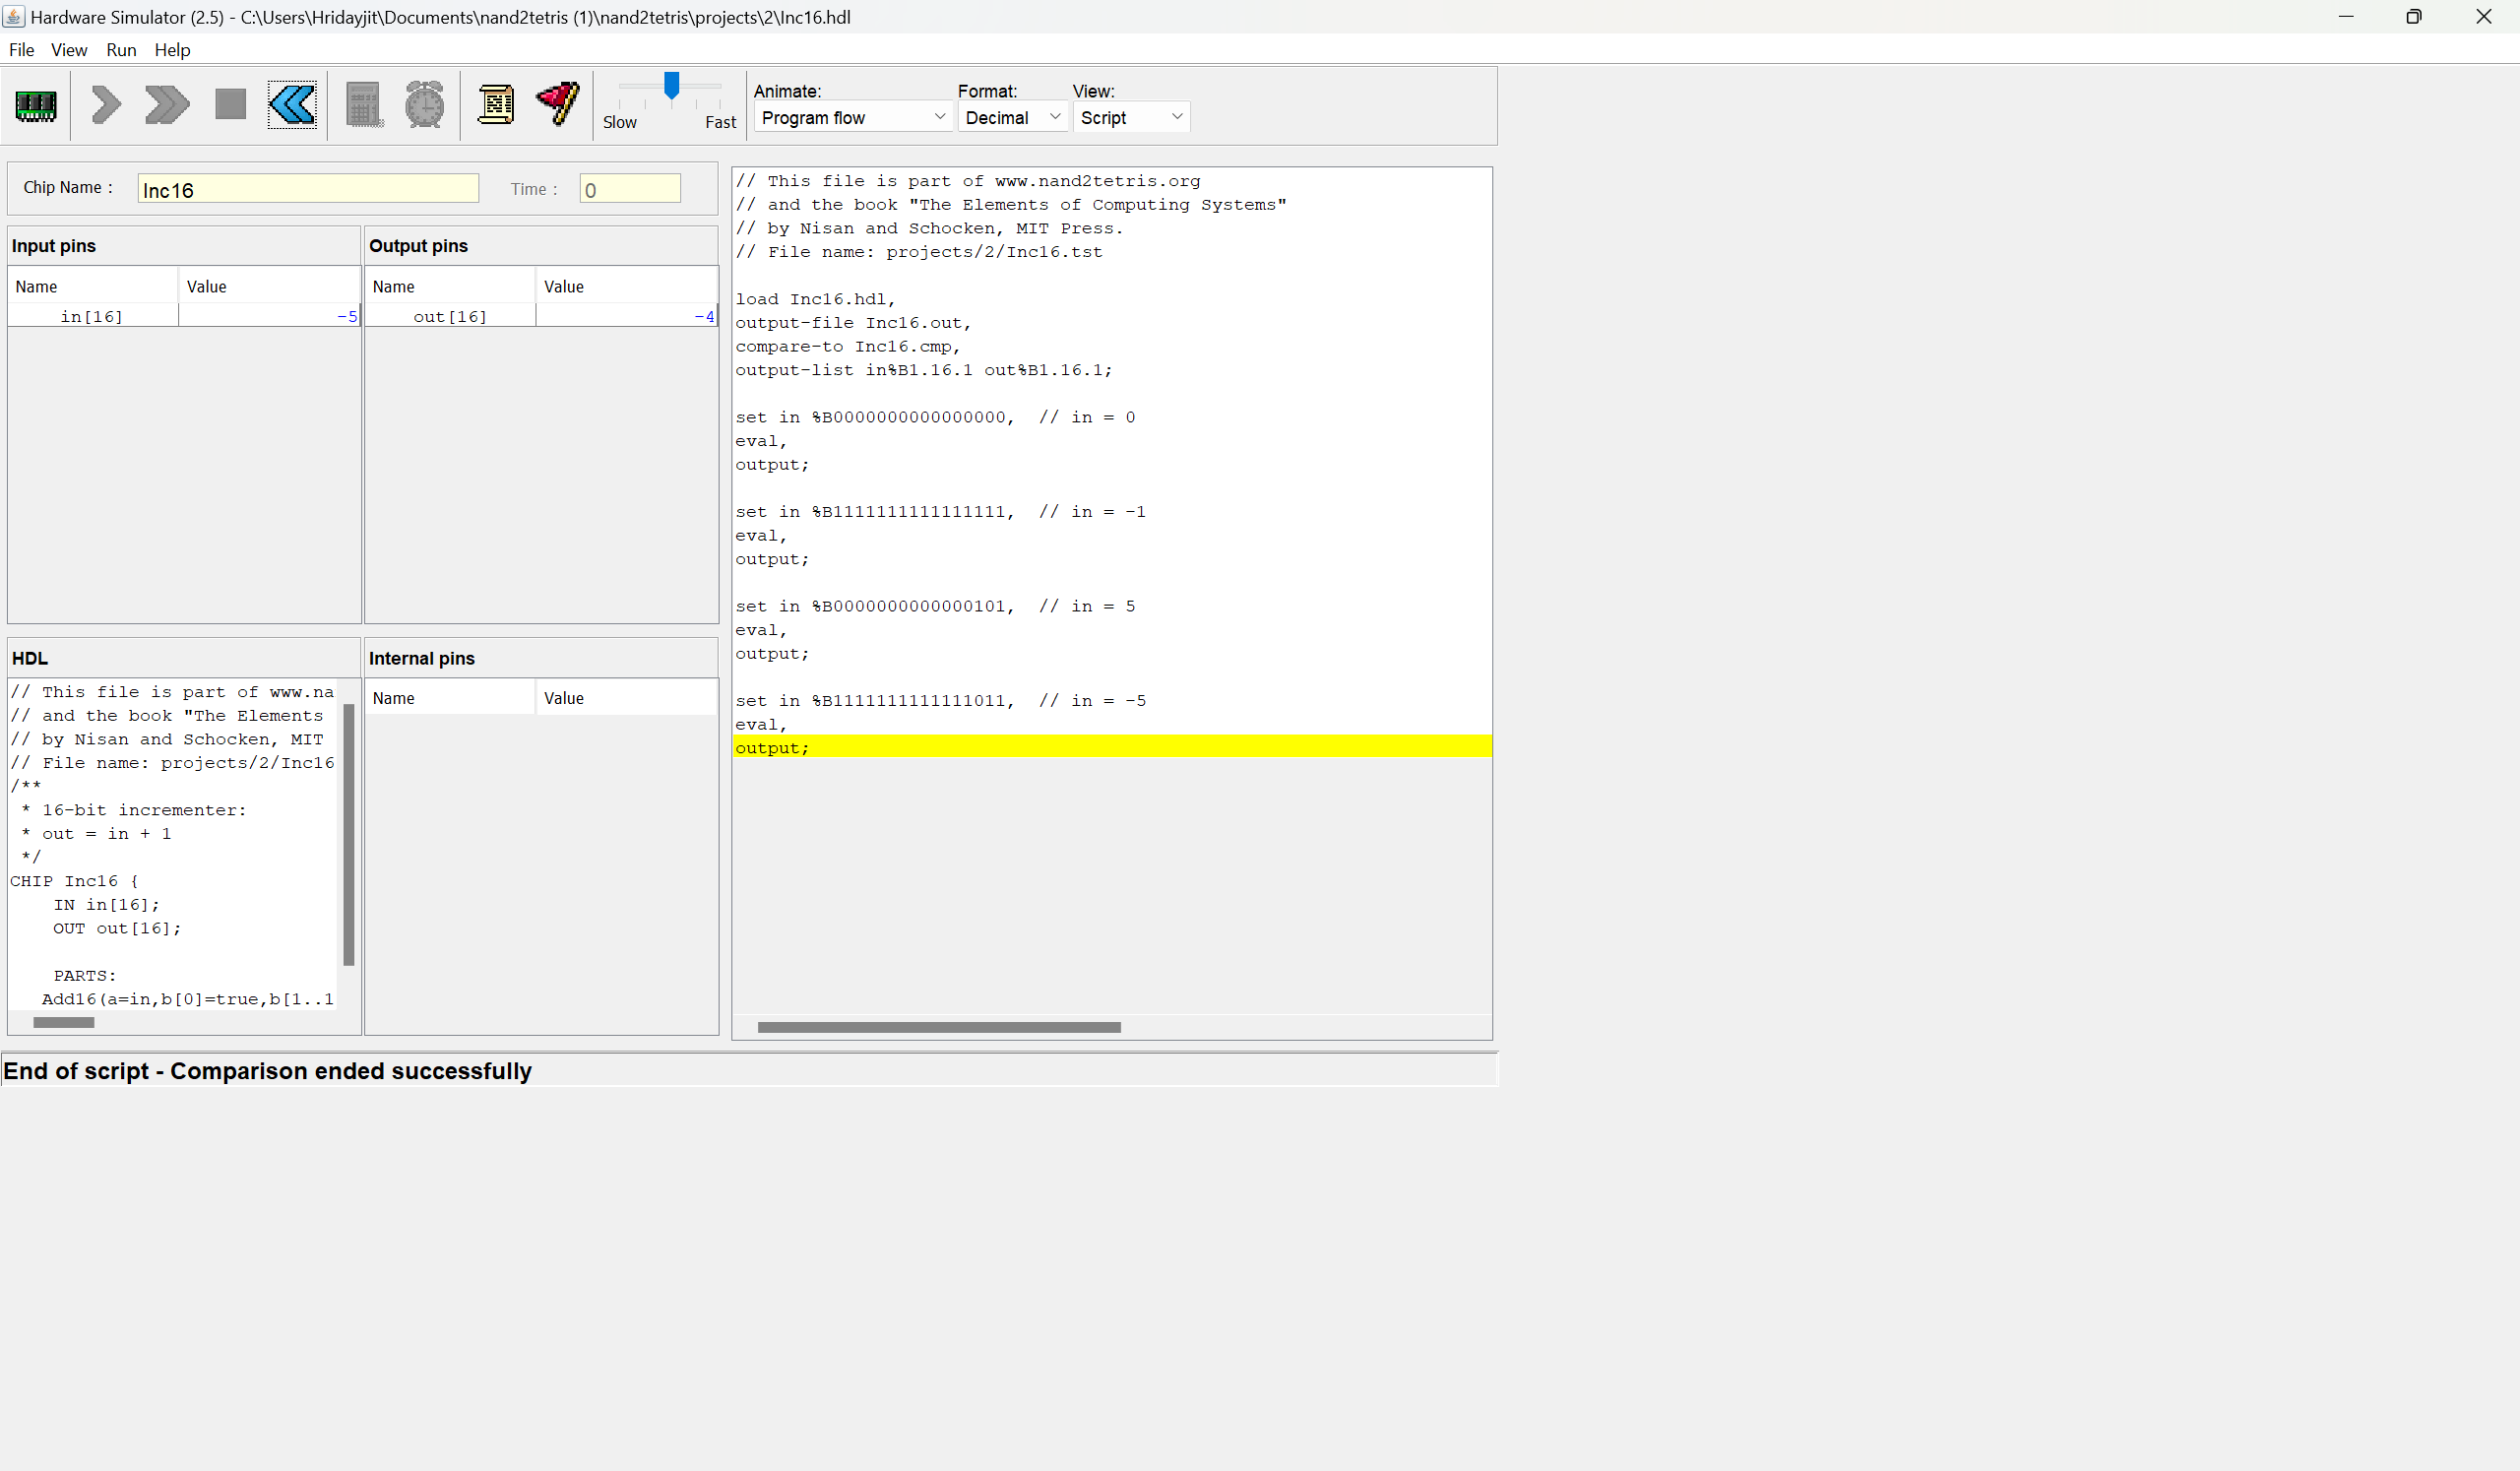 Hardware Simulator (2.5) - C:\Users\Hridayjit\Documents\nand2tetris (1)\nand2tetris\projects\2\Inc16.hdl
File View Run Help
Animate: Format: View:
Slow Fast Program flow Decimal Script
Chip Name : Inc16 Time : 0
Input pins
Name Value
in[16] -5
Output pins
Name Value
out[16] -4
HDL
// This file is part of www.na
// and the book "The Elements
// by Nisan and Schocken, MIT
// File name: projects/2/Inc16
/**
* 16-bit incrementer:
* out = in + 1
*/
CHIP Inc16 {
IN in[16];
OUT out[16];
PARTS:
Add16(a=in,b[0]=true,b[1..1
Internal pins
Name Value
// This file is part of www.nand2tetris.org
// and the book "The Elements of Computing Systems"
// by Nisan and Schocken, MIT Press.
// File name: projects/2/Inc16.tst
load Inc16.hdl,
output-file Inc16.out,
compare-to Inc16.cmp,
output-list in%B1.16.1 out%B1.16.1;
set in %B0000000000000000, // in = 0
eval,
output;
set in %B1111111111111111, // in = -1
eval,
output;
set in %B0000000000000101, // in = 5
eval,
output;
set in %B1111111111111011, // in = -5
eval,
output;
End of script - Comparison ended successfully